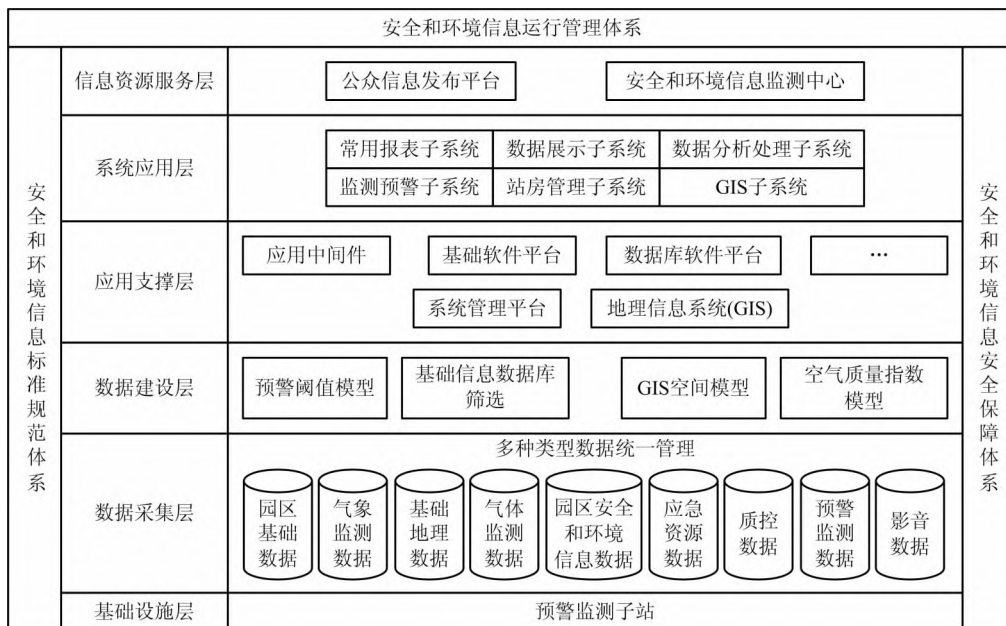 安全和环境信息运行管理体系
安全和环境信息标准规范体系
信息资源服务层
公众信息发布平台
安全和环境信息监测中心
系统应用层
常用报表子系统
数据展示子系统
数据分析处理子系统
监测预警子系统
站房管理子系统
GIS子系统
应用支撑层
应用中间件
基础软件平台
数据库软件平台
…
系统管理平台
地理信息系统(GIS)
数据建设层
预警阈值模型
基础信息数据库
筛选
GIS空间模型
空气质量指数
模型
数据采集层
多种类型数据统一管理
园区
基础
数据
气象
监测
数据
基础
地理
数据
气体
监测
数据
园区安全
和环境
信息数据
应急
资源
数据
质控
数据
预警
监测
数据
影音
数据
基础设施层
预警监测子站
安全和环境信息安全保障体系